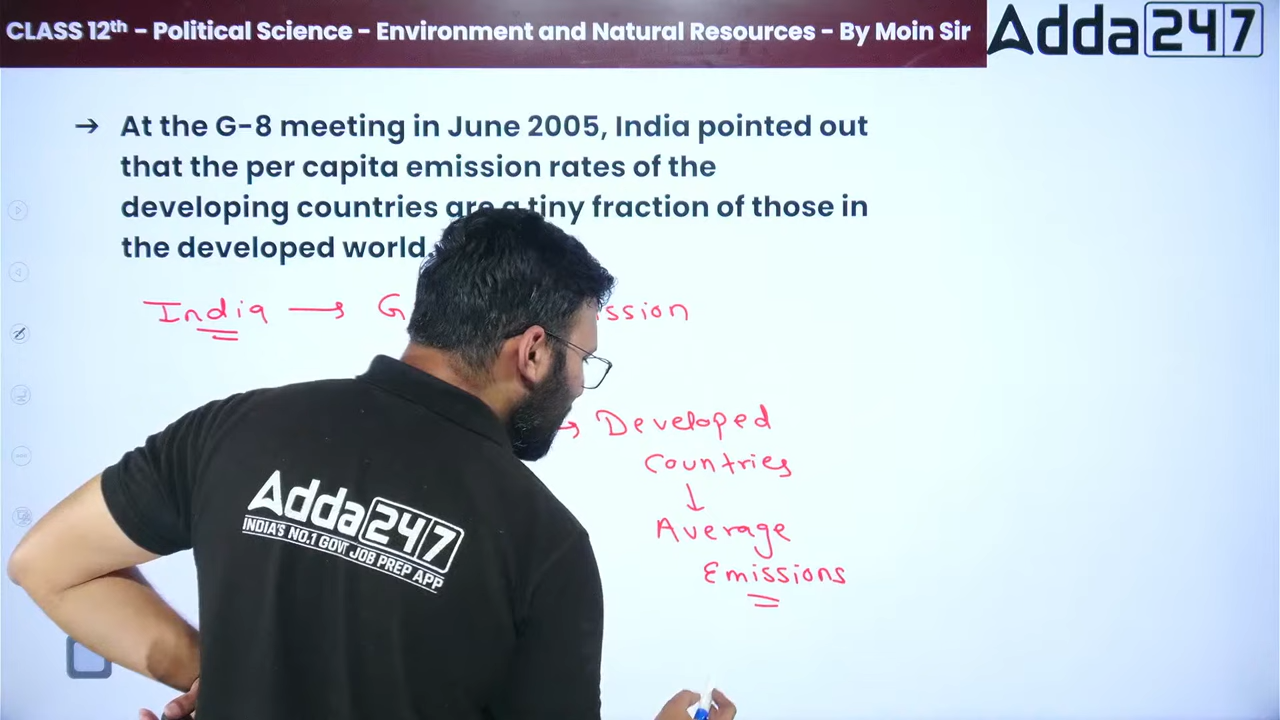 CLASS 12th - Political Science - Environment and Natural Resources - By Moin Sir
Adda247
→ At the G-8 meeting in June 2005, India pointed out
that the per capita emission rates of the
developing countries are a tiny fraction of those in
the developed world.
India → G ssion
→ Developed
Countries
↓
Average
Emissions
Adda247
INDIA'S NO.1 GOVT JOB PREP APP